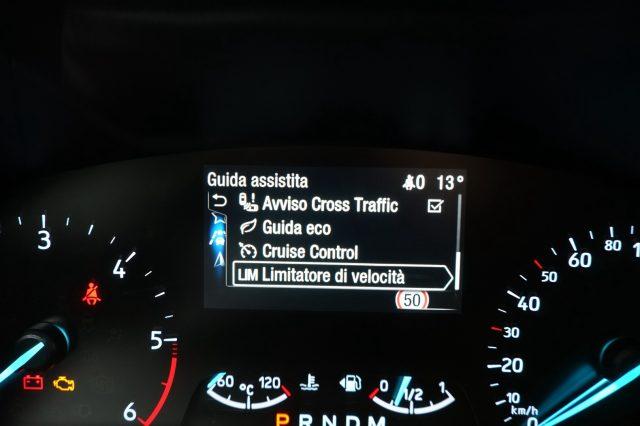 Guida assistita 0 13°
Avviso Cross Traffic
Guida eco
Cruise Control
LIM Limitatore di velocità
50
3
4
5
6
60 °C 120
0 1/2 1
P R N D M
0
10
20
30
40
50
60
80
km/h